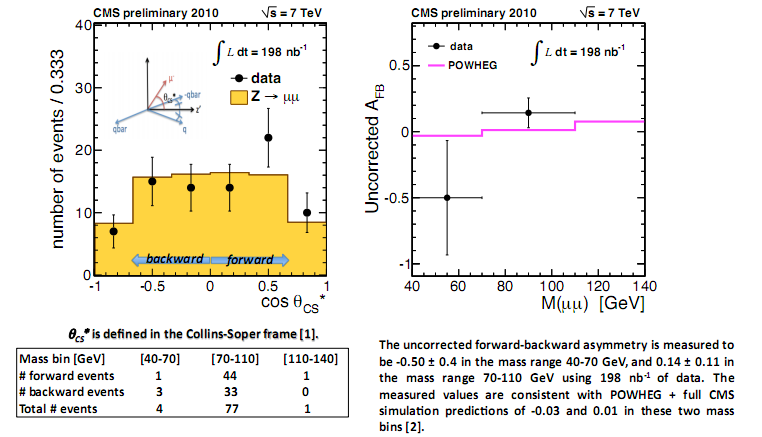 CMS preliminary 2010 √s = 7 TeV
number of events / 0.333
40
30
20
10
0
∫ L dt = 198 nb⁻¹
data
Z → μμ
μ⁻
θCS*
-qbar
z'
qbar
q
backward forward
-1 -0.5 0 0.5 1
cos θCS*
θCS* is defined in the Collins-Soper frame [1].
Mass bin [GeV] [40-70] [70-110] [110-140]
# forward events 1 44 1
# backward events 3 33 0
Total # events 4 77 1
CMS preliminary 2010 √s = 7 TeV
Uncorrected AFB
0.5
0
-0.5
-1
data
POWHEG
∫ L dt = 198 nb⁻¹
40 60 80 100 120 140
M(μμ) [GeV]
The uncorrected forward-backward asymmetry is measured to
be -0.50 ± 0.4 in the mass range 40-70 GeV, and 0.14 ± 0.11 in
the mass range 70-110 GeV using 198 nb⁻¹ of data. The
measured values are consistent with POWHEG + full CMS
simulation predictions of -0.03 and 0.01 in these two mass
bins [2].